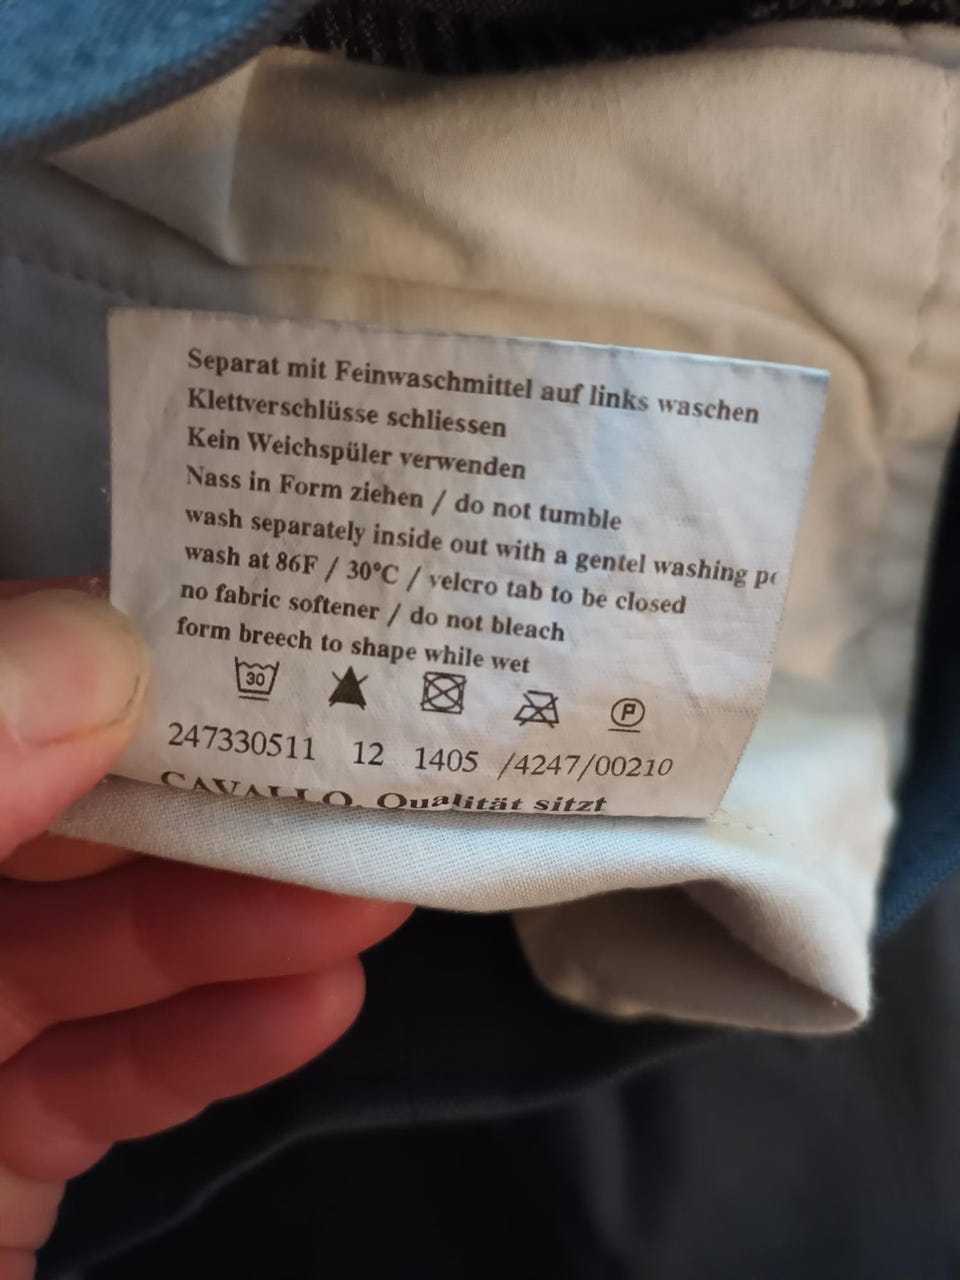 Separat mit Feinwaschmittel auf links waschen
Klettverschlüsse schliessen
Kein Weichspüler verwenden
Nass in Form ziehen / do not tumble
wash separately inside out with a gentel washing
wash at 86F / 30°C / velcro tab to be closed
no fabric softener / do not bleach
form breech to shape while wet
30 P
247330511 12 1405 /4247/00210
CAVALLO. Qualität sitzt